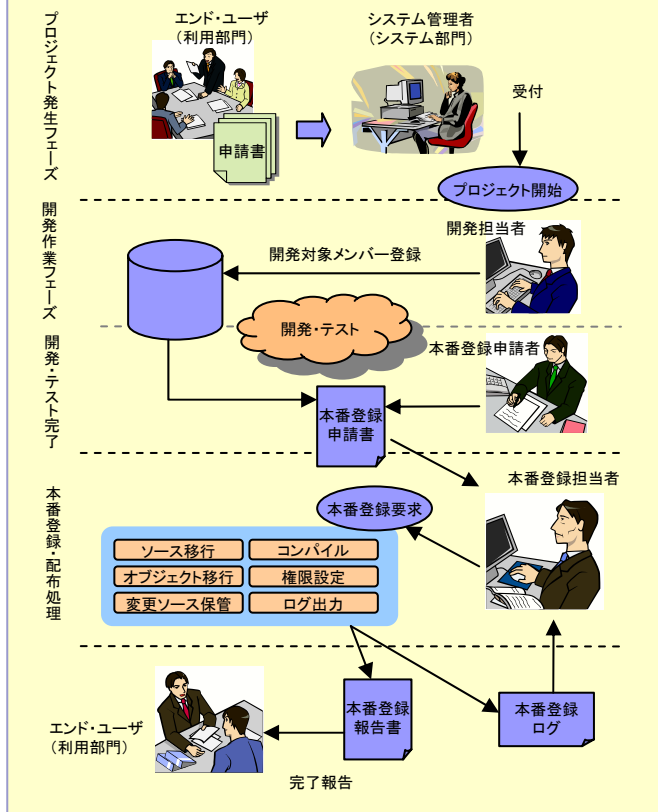 プロジェクト発生フェーズ
エンド・ユーザ
（利用部門）
システム管理者
（システム部門）
申請書
受付
プロジェクト開始
開発作業フェーズ
開発担当者
開発対象メンバー登録
開発・テスト
開発・テスト完了
本番登録申請者
本番登録
申請書
本番登録・配布処理
本番登録担当者
本番登録要求
ソース移行
コンパイル
オブジェクト移行
権限設定
変更ソース保管
ログ出力
エンド・ユーザ
（利用部門）
本番登録
報告書
本番登録
ログ
完了報告